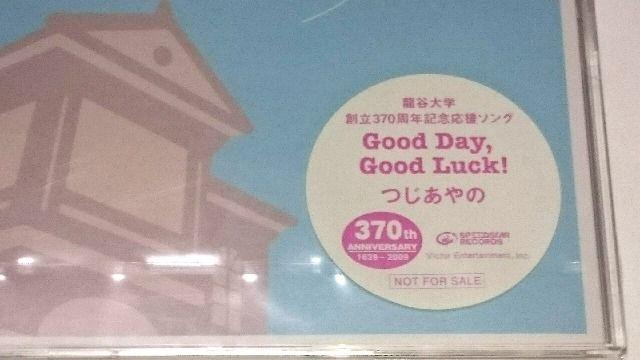 龍谷大学
創立370周年記念応援ソング
Good Day,
Good Luck!
つじあやの
370th
ANNIVERSARY
1639-2009
SPEEDSTAR
RECORDS
Victor Entertainment, Inc.
NOT FOR SALE